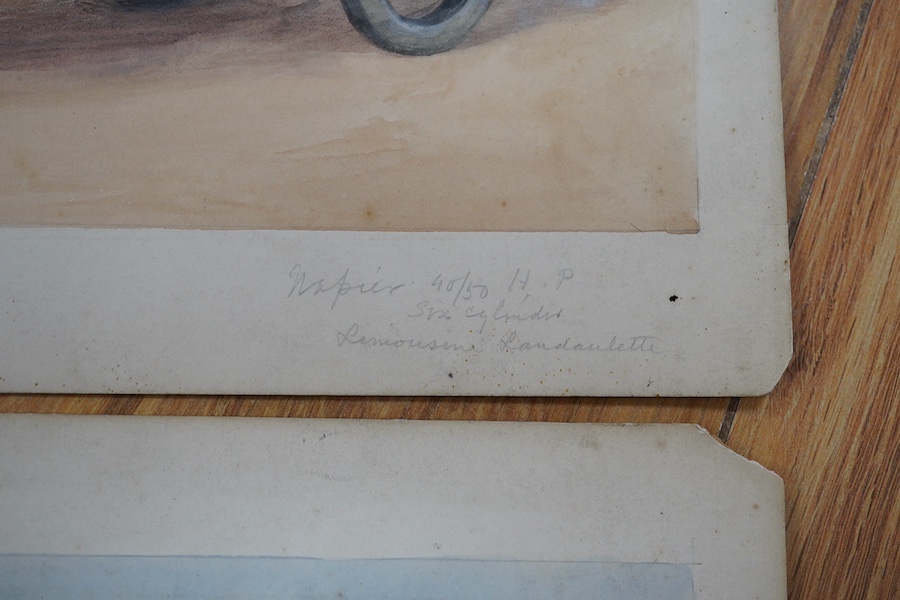 Napier 40/50 H.P
Six cylinder
Limousine Landaulette